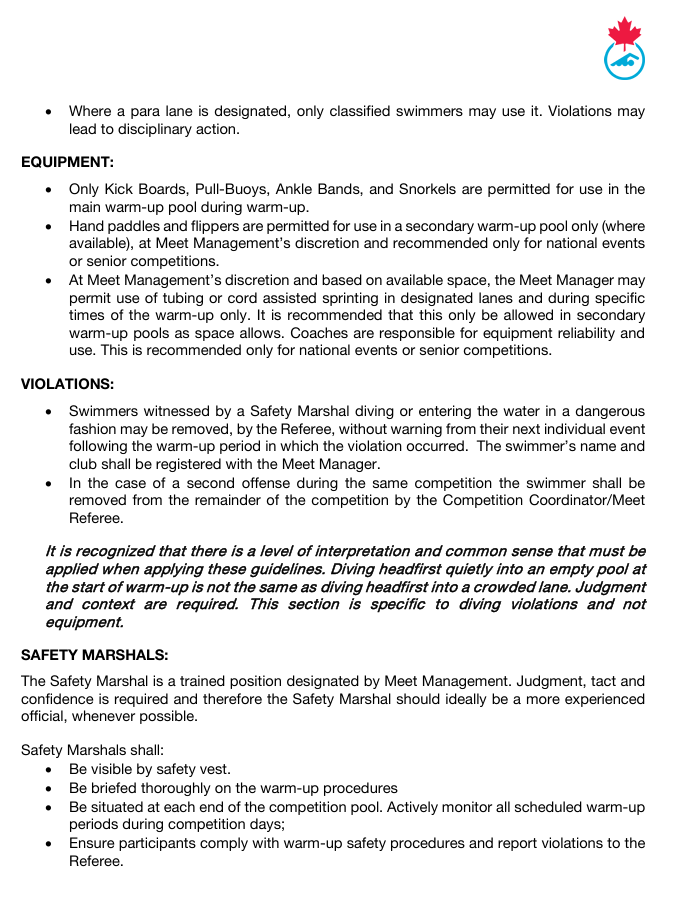 • Where a para lane is designated, only classified swimmers may use it. Violations may
lead to disciplinary action.
EQUIPMENT:
• Only Kick Boards, Pull-Buoys, Ankle Bands, and Snorkels are permitted for use in the
main warm-up pool during warm-up.
• Hand paddles and flippers are permitted for use in a secondary warm-up pool only (where
available), at Meet Management's discretion and recommended only for national events
or senior competitions.
• At Meet Management's discretion and based on available space, the Meet Manager may
permit use of tubing or cord assisted sprinting in designated lanes and during specific
times of the warm-up only. It is recommended that this only be allowed in secondary
warm-up pools as space allows. Coaches are responsible for equipment reliability and
use. This is recommended only for national events or senior competitions.
VIOLATIONS:
• Swimmers witnessed by a Safety Marshal diving or entering the water in a dangerous
fashion may be removed, by the Referee, without warning from their next individual event
following the warm-up period in which the violation occurred. The swimmer's name and
club shall be registered with the Meet Manager.
• In the case of a second offense during the same competition the swimmer shall be
removed from the remainder of the competition by the Competition Coordinator/Meet
Referee.
It is recognized that there is a level of interpretation and common sense that must be
applied when applying these guidelines. Diving headfirst quietly into an empty pool at
the start of warm-up is not the same as diving headfirst into a crowded lane. Judgment
and context are required. This section is specific to diving violations and not
equipment.
SAFETY MARSHALS:
The Safety Marshal is a trained position designated by Meet Management. Judgment, tact and
confidence is required and therefore the Safety Marshal should ideally be a more experienced
official, whenever possible.
Safety Marshals shall:
• Be visible by safety vest.
• Be briefed thoroughly on the warm-up procedures
• Be situated at each end of the competition pool. Actively monitor all scheduled warm-up
periods during competition days;
• Ensure participants comply with warm-up safety procedures and report violations to the
Referee.